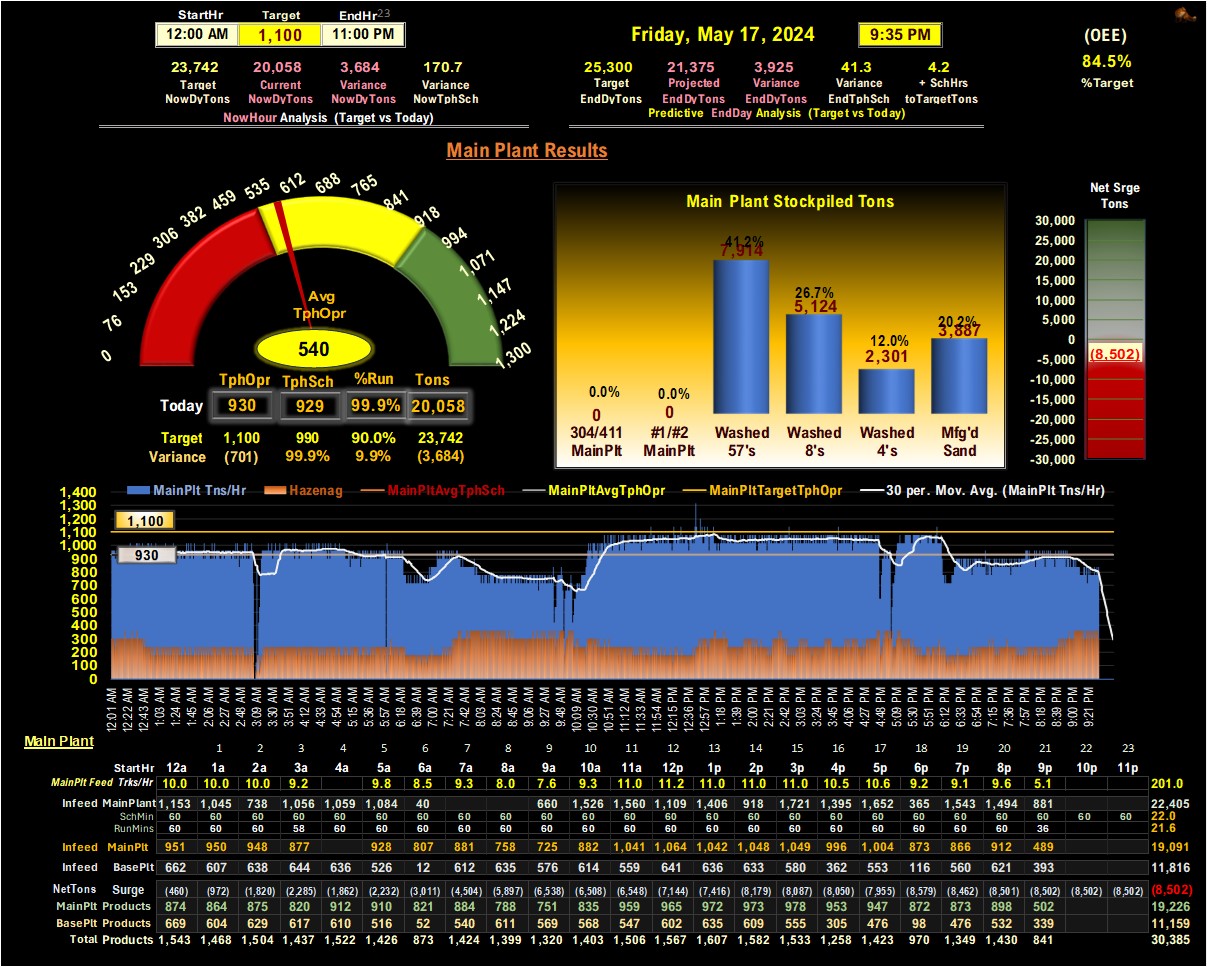 StartHr Target EndHr 23
12:00 AM 1,100 11:00 PM
Friday, May 17, 2024 9:35 PM
(OEE)
84.5%
%Target
23,742 20,058 3,684 170.7
Target Current Variance Variance
NowDyTons NowDyTons NowDyTons NowTphSch
NowHour Analysis (Target vs Today)
25,300 21,375 3,925 41.3 4.2
Target Projected Variance Variance + SchHrs
EndDyTons EndDyTons EndDyTons EndTphSch toTargetTons
Predictive EndDay Analysis (Target vs Today)
Main Plant Results
0 76 153 229 306 382 459 535 612 688 765 841 918 994 1,071 1,147 1,224 1,300
Avg
TphOpr
540
TphOpr TphSch %Run Tons
Today 930 929 99.9% 20,058
Target 1,100 990 90.0% 23,742
Variance (701) 99.9% 9.9% (3,684)
Main Plant Stockpiled Tons
0.0% 0.0% 41.2% 26.7% 12.0% 20.2%
0 0 7,914 5,124 2,301 3,887
304/411 #1/#2 Washed Washed Washed Mfg'd
MainPlt MainPlt 57's 8's 4's Sand
Net Srge
Tons
30,000
25,000
20,000
15,000
10,000
5,000
0
(8,502)
-5,000
-10,000
-15,000
-20,000
-25,000
-30,000
MainPlt Tns/Hr Hazenag MainPltAvgTphSch MainPltAvgTphOpr MainPltTargetTphOpr 30 per. Mov. Avg. (MainPlt Tns/Hr)
1,400
1,300
1,200
1,100
1,000
900
800
700
600
500
400
300
200
100
0
1,100
930
12:01 AM 12:22 AM 12:43 AM 1:03 AM 1:24 AM 1:45 AM 2:06 AM 2:27 AM 2:48 AM 3:09 AM 3:30 AM 3:51 AM 4:12 AM 4:33 AM 4:54 AM 5:15 AM 5:36 AM 5:57 AM 6:18 AM 6:39 AM 7:00 AM 7:21 AM 7:42 AM 8:03 AM 8:24 AM 8:45 AM 9:06 AM 9:27 AM 9:48 AM 10:09 AM 10:30 AM 10:51 AM 11:12 AM 11:33 AM 11:54 AM 12:15 PM 12:36 PM 12:57 PM 1:18 PM 1:39 PM 2:00 PM 2:21 PM 2:42 PM 3:03 PM 3:24 PM 3:45 PM 4:06 PM 4:27 PM 4:48 PM 5:09 PM 5:30 PM 5:51 PM 6:12 PM 6:33 PM 6:54 PM 7:15 PM 7:36 PM 7:57 PM 8:18 PM 8:39 PM 9:00 PM 9:21 PM
Main Plant
1 2 3 4 5 6 7 8 9 10 11 12 13 14 15 16 17 18 19 20 21 22 23
StartHr 12a 1a 2a 3a 4a 5a 6a 7a 8a 9a 10a 11a 12p 1p 2p 3p 4p 5p 6p 7p 8p 9p 10p 11p
MainPlt Feed Trks/Hr 10.0 10.0 10.0 9.2 9.8 8.5 9.3 8.0 7.6 9.3 11.0 11.2 11.0 11.0 11.0 10.5 10.6 9.2 9.1 9.6 5.1 201.0
Infeed MainPlant 1,153 1,045 738 1,056 1,059 1,084 40 660 1,526 1,560 1,109 1,406 918 1,721 1,395 1,652 365 1,543 1,494 881 22,405
SchMin 60 60 60 60 60 60 60 60 60 60 60 60 60 60 60 60 60 60 60 60 60 60 60 60 22.0
RunMins 60 60 60 58 60 60 60 60 60 60 60 60 60 60 60 60 60 60 60 60 60 36 21.6
Infeed MainPlt 951 950 948 877 928 807 881 758 725 882 1,041 1,064 1,042 1,048 1,049 996 1,004 873 866 912 489 19,091
Infeed BasePlt 662 607 638 644 636 526 12 612 635 576 614 559 641 636 633 580 362 553 116 560 621 393 11,816
NetTons Surge (460) (972) (1,820) (2,285) (1,862) (2,232) (3,011) (4,504) (5,897) (6,538) (6,508) (6,548) (7,144) (7,416) (8,179) (8,087) (8,050) (7,955) (8,579) (8,462) (8,501) (8,502) (8,502) (8,502) (8,502)
MainPlt Products 874 864 875 820 912 910 821 884 788 751 835 959 965 972 973 978 953 947 872 873 898 502 19,226
BasePlt Products 669 604 629 617 610 516 52 540 611 569 568 547 602 635 609 555 305 476 98 476 532 339 11,159
Total Products 1,543 1,468 1,504 1,437 1,522 1,426 873 1,424 1,399 1,320 1,403 1,506 1,567 1,607 1,582 1,533 1,258 1,423 970 1,349 1,430 841 30,385